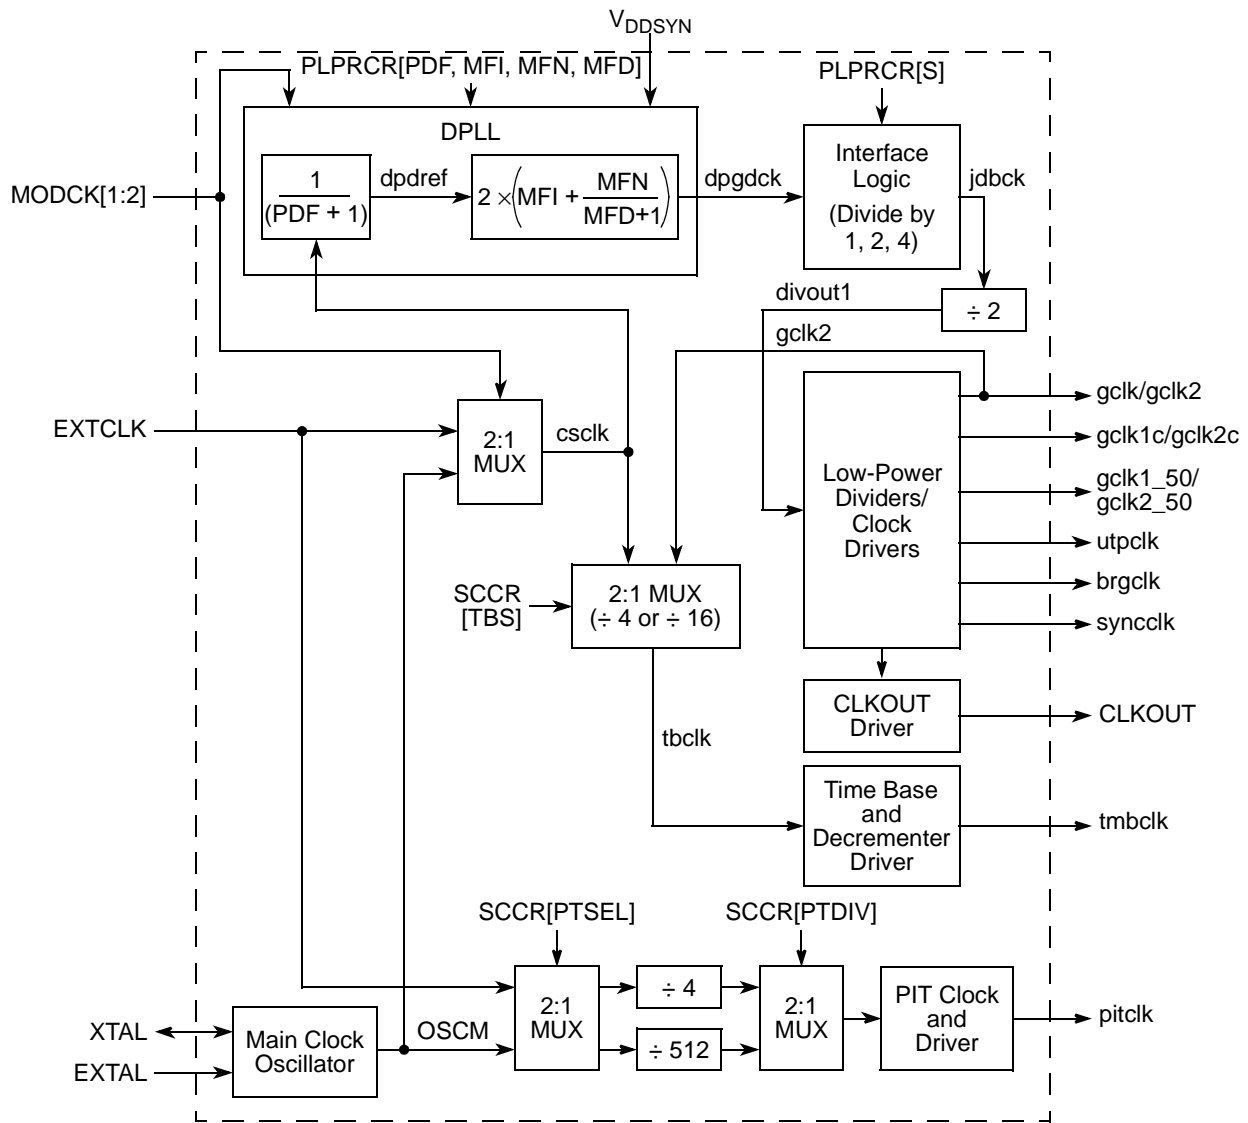 VDDSYN
PLPRCR[PDF, MFI, MFN, MFD]
PLPRCR[S]
DPLL
MODCK[1:2]
1
(PDF + 1)
dpdref
2 × (MFI + MFN
MFD+1)
dpgdck
Interface
Logic
(Divide by
1, 2, 4)
jdbck
÷ 2
divout1
gclk2
EXTCLK
2:1
MUX
csclk
Low-Power
Dividers/
Clock
Drivers
gclk/gclk2
gclk1c/gclk2c
gclk1_50/
gclk2_50
utpclk
brgclk
syncclk
SCCR
[TBS]
2:1 MUX
(÷ 4 or ÷ 16)
CLKOUT
Driver
CLKOUT
tbclk
Time Base
and
Decrementer
Driver
tmbclk
SCCR[PTSEL]
SCCR[PTDIV]
XTAL
EXTAL
Main Clock
Oscillator
OSCM
2:1
MUX
÷ 4
÷ 512
2:1
MUX
PIT Clock
and
Driver
pitclk